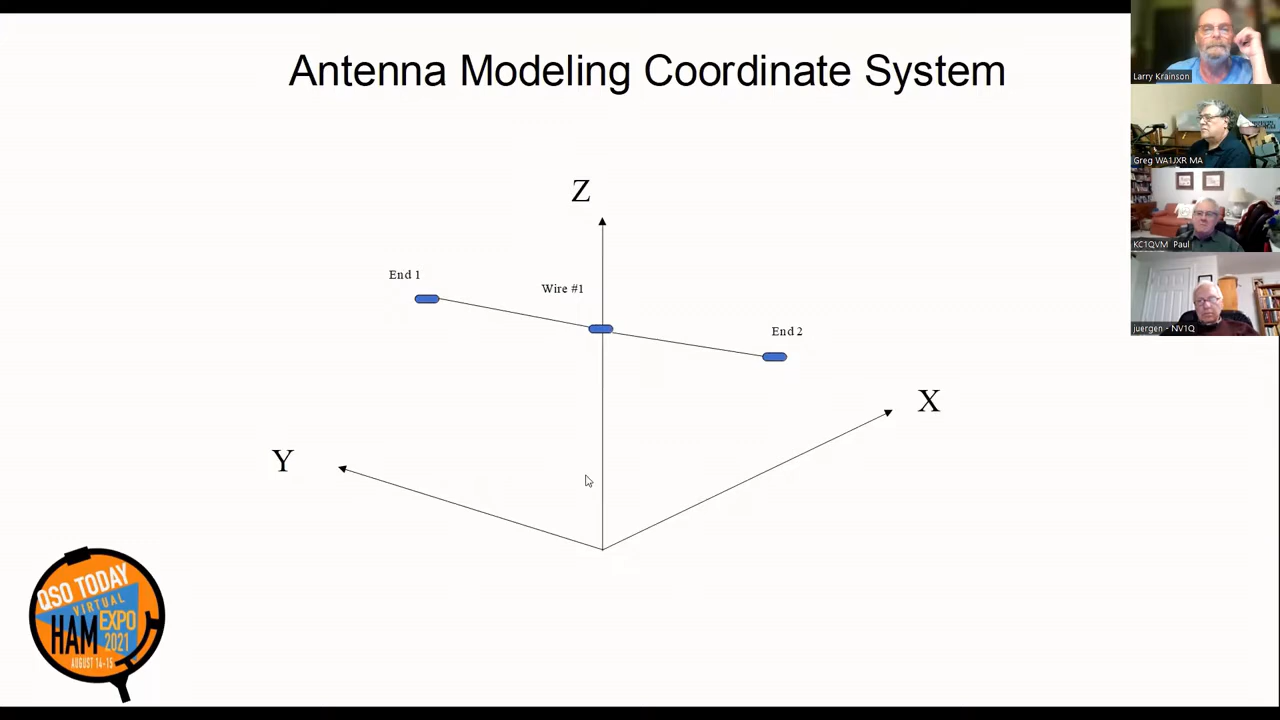 Antenna Modeling Coordinate System
Larry Krainson
Greg WA1JXR MA
KC1QVM Paul
juergen - NV1Q
Z
End 1
Wire #1
End 2
X
Y
QSO TODAY
VIRTUAL
HAM EXPO
2021
AUGUST 14-15